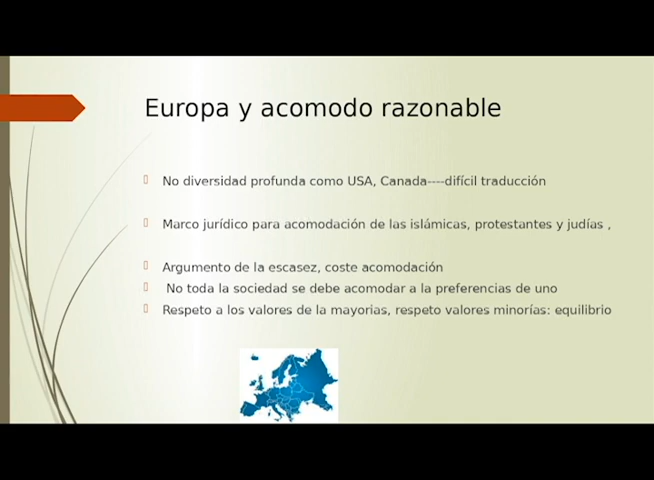 Europa y acomodo razonable
No diversidad profunda como USA, Canada----difícil traducción
Marco jurídico para acomodación de las islámicas, protestantes y judías ,
Argumento de la escasez, coste acomodación
No toda la sociedad se debe acomodar a la preferencias de uno
Respeto a los valores de la mayorias, respeto valores minorías: equilibrio